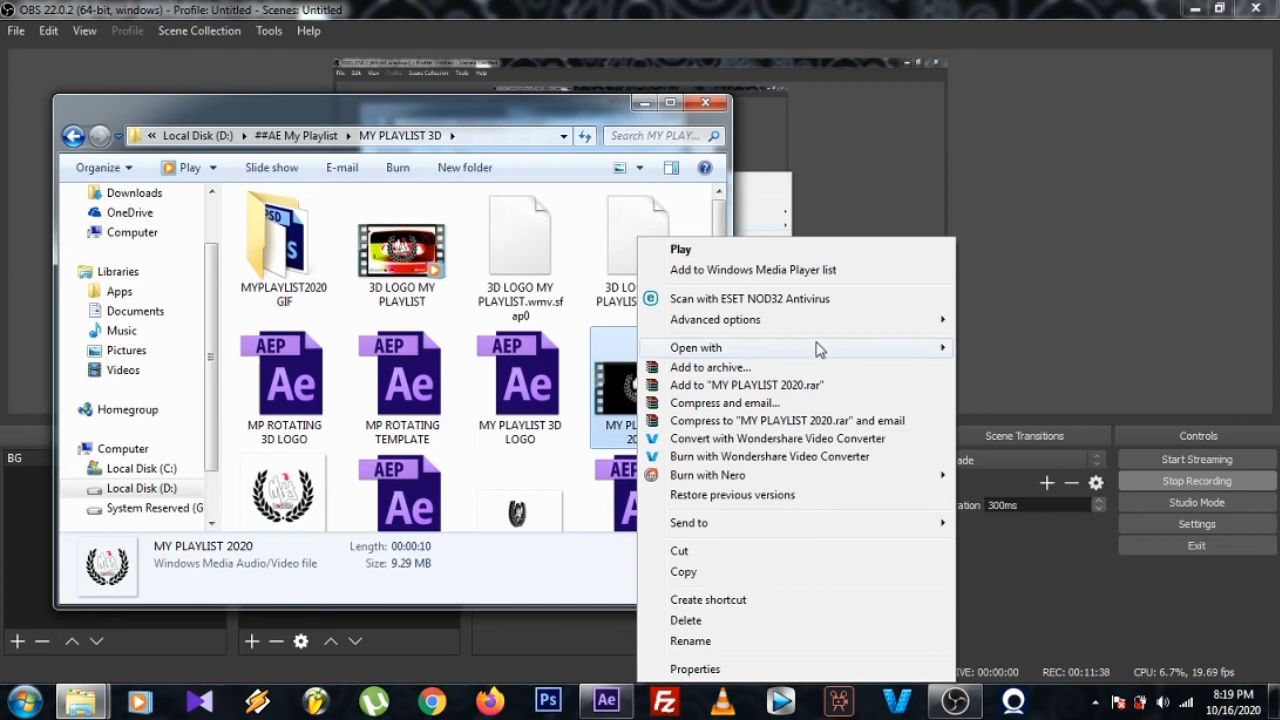 OBS 22.0.2 (64-bit, windows) - Profile: Untitled - Scenes: Untitled
File Edit View Profile Scene Collection Tools Help
« Local Disk (D:) ##AE My Playlist MY PLAYLIST 3D
Search MY PLAY...
Organize Play Slide show E-mail Burn New folder
Downloads
OneDrive
Computer
Libraries
Apps
Documents
Music
Pictures
Videos
Homegroup
Computer
Local Disk (C:)
Local Disk (D:)
System Reserved (G
PSD
MYPLAYLIST2020
GIF
3D LOGO MY
PLAYLIST
3D LOGO MY
PLAYLIST.wmv.sf
ap0
AEP
Ae
MP ROTATING
3D LOGO
AEP
Ae
MP ROTATING
TEMPLATE
AEP
Ae
MY PLAYLIST 3D
LOGO
AEP
Ae
MY PLAYLIST 2020
Windows Media Audio/Video file
Length: 00:00:10
Size: 9.29 MB
Play
Add to Windows Media Player list
Scan with ESET NOD32 Antivirus
Advanced options
Open with
Add to archive...
Add to "MY PLAYLIST 2020.rar"
Compress and email...
Compress to "MY PLAYLIST 2020.rar" and email
Convert with Wondershare Video Converter
Burn with Wondershare Video Converter
Burn with Nero
Restore previous versions
Send to
Cut
Copy
Create shortcut
Delete
Rename
Properties
BG
Scene Transitions
ade
ation 300ms
Controls
Start Streaming
Stop Recording
Studio Mode
Settings
Exit
IVE: 00:00:00 REC: 00:11:38 CPU: 6.7%, 19.69 fps
Ps
Ae
Fz
8:19 PM
10/16/2020